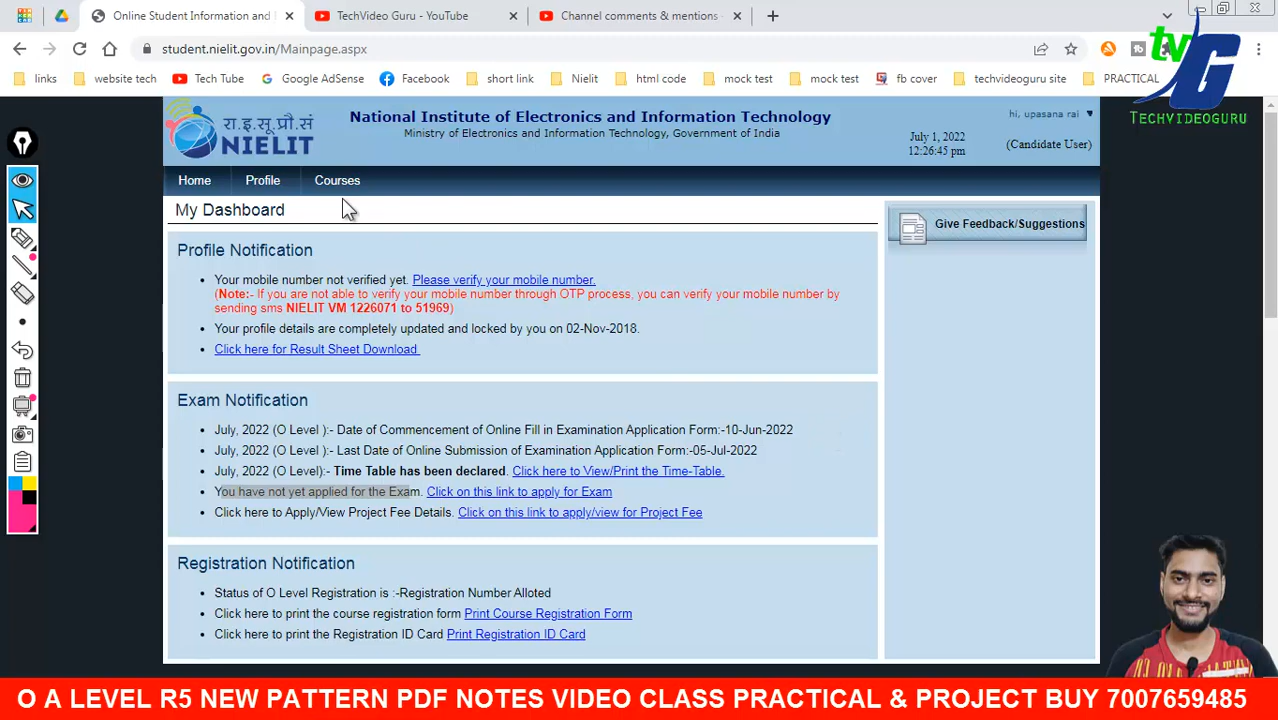 Online Student Information and E
TechVideo Guru - YouTube
Channel comments & mentions -
student.nielit.gov.in/Mainpage.aspx
links
website tech
Tech Tube
Google AdSense
Facebook
short link
Nielit
html code
mock test
mock test
fb cover
techvideoguru site
PRACTICAL
tvG
TECHVIDEOGURU
रा.इ.सू.प्रौ.सं
NIELIT
National Institute of Electronics and Information Technology
Ministry of Electronics and Information Technology, Government of India
July 1, 2022
12:26:45 pm
hi, upasana rai
(Candidate User)
Home
Profile
Courses
My Dashboard
Give Feedback/Suggestions
Profile Notification
Your mobile number not verified yet. Please verify your mobile number.
(Note:- If you are not able to verify your mobile number through OTP process, you can verify your mobile number by
sending sms NIELIT VM 1226071 to 51969)
Your profile details are completely updated and locked by you on 02-Nov-2018.
Click here for Result Sheet Download
Exam Notification
July, 2022 (O Level ):- Date of Commencement of Online Fill in Examination Application Form:-10-Jun-2022
July, 2022 (O Level ):- Last Date of Online Submission of Examination Application Form:-05-Jul-2022
July, 2022 (O Level):- Time Table has been declared. Click here to View/Print the Time-Table.
You have not yet applied for the Exam. Click on this link to apply for Exam
Click here to Apply/View Project Fee Details. Click on this link to apply/view for Project Fee
Registration Notification
Status of O Level Registration is :-Registration Number Alloted
Click here to print the course registration form Print Course Registration Form
Click here to print the Registration ID Card Print Registration ID Card
O A LEVEL R5 NEW PATTERN PDF NOTES VIDEO CLASS PRACTICAL & PROJECT BUY 7007659485